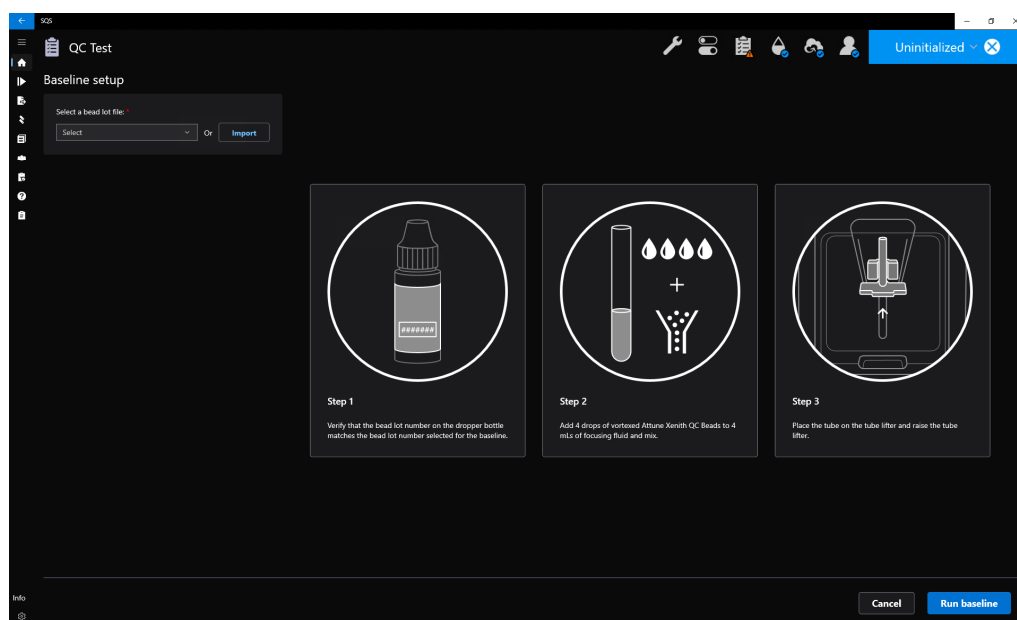 SQS
QC Test
Uninitialized
Baseline setup
Select a bead lot file: *
Select
Or
Import
#######
Step 1
Verify that the bead lot number on the dropper bottle
matches the bead lot number selected for the baseline.
Step 2
Add 4 drops of vortexed Attune Xenith QC Beads to 4
mLs of focusing fluid and mix.
Step 3
Place the tube on the tube lifter and raise the tube
lifter.
Info
Cancel
Run baseline